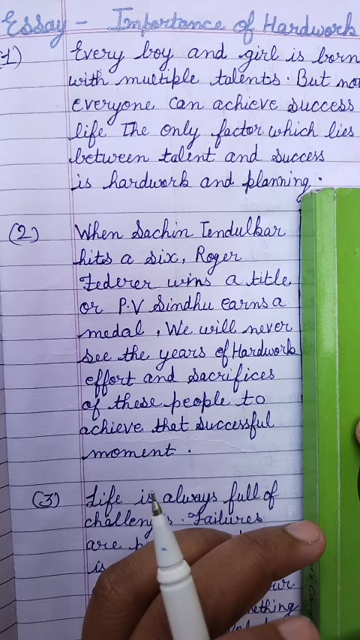 Essay - Importance of Hardwork
(1) Every boy and girl is born
with multiple talents. But not
everyone can achieve success
life The only factor which lies
between talent and success
is hardwork and planning.
(2) When Sachin Tendulkar
hits a six, Roger
Federer wins a title
or P.V Sindhu earns a
medal, We will never
see the years of Hardwork
effort and sacrifices
of these people to
achieve that successful
moment.
(3) Life is always full of
challenges. Failures
are
is